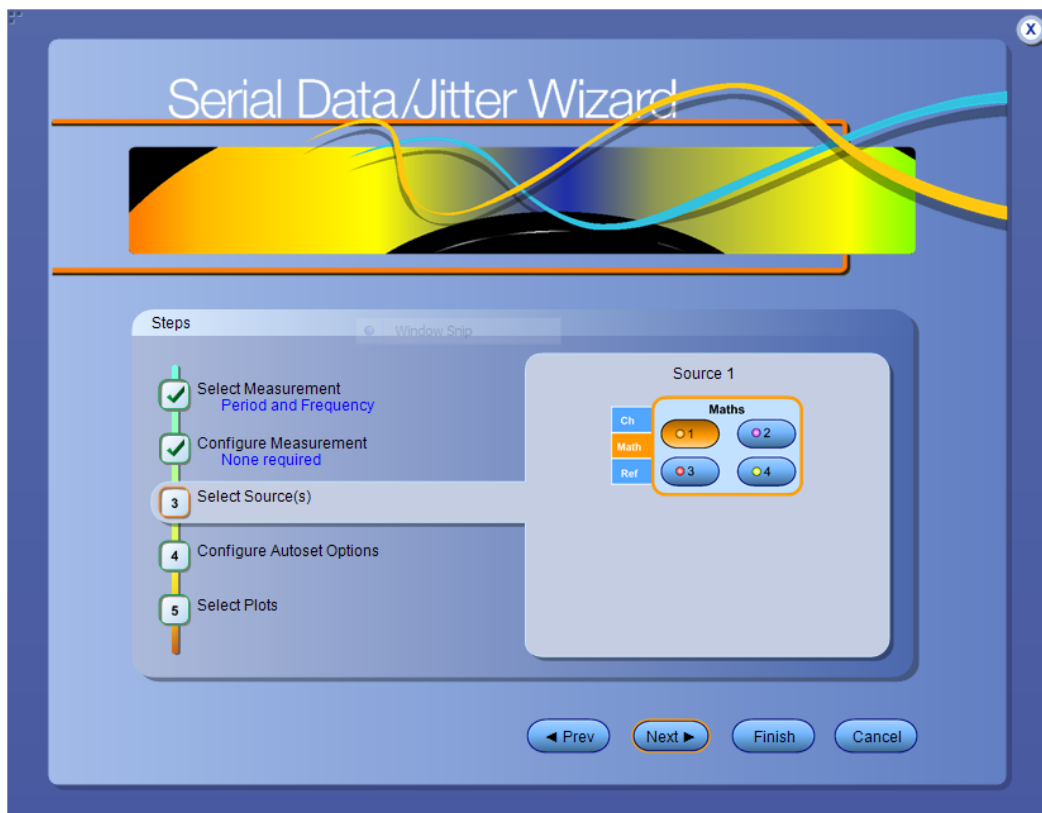 X
Serial Data/Jitter Wizard
Steps
Window Snip
Select Measurement
Period and Frequency
Configure Measurement
None required
3 Select Source(s)
4 Configure Autoset Options
5 Select Plots
Source 1
Ch
Math
Ref
Maths
1 2
3 4
◄ Prev Next ► Finish Cancel